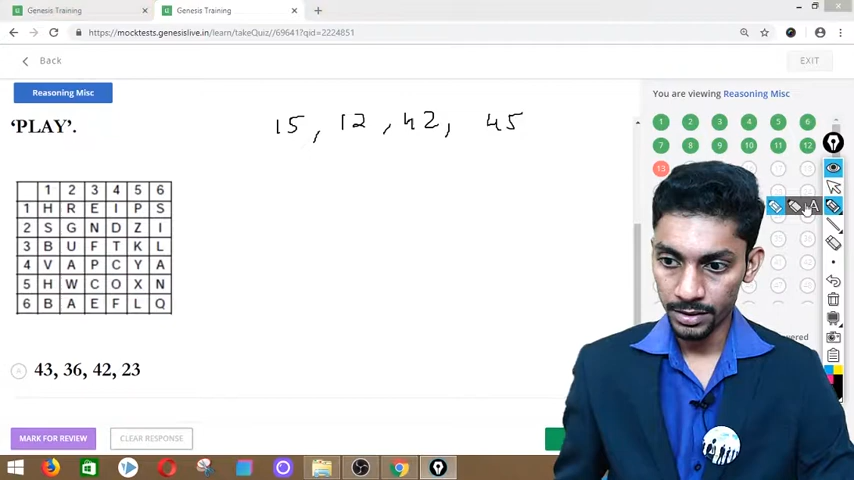 Genesis Training
Genesis Training
https://mocktests.genesislive.in/learn/takeQuiz//69641?qid=2224851
Back
EXIT
Reasoning Misc
You are viewing Reasoning Misc
'PLAY'.
15, 12, 42, 45
1 2 3 4 5 6
7 8 9 10 11 12
13
1 2 3 4 5 6
1 H R E I P S
2 S G N D Z I
3 B U F T K L
4 V A P C Y A
5 H W C O X N
6 B A E F L Q
A 43, 36, 42, 23
MARK FOR REVIEW
CLEAR RESPONSE
A